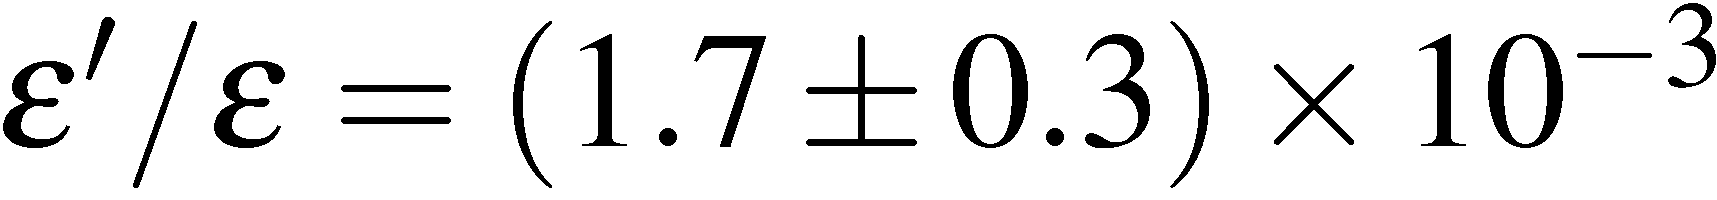 ε′/ε = (1.7 ± 0.3) × 10⁻³